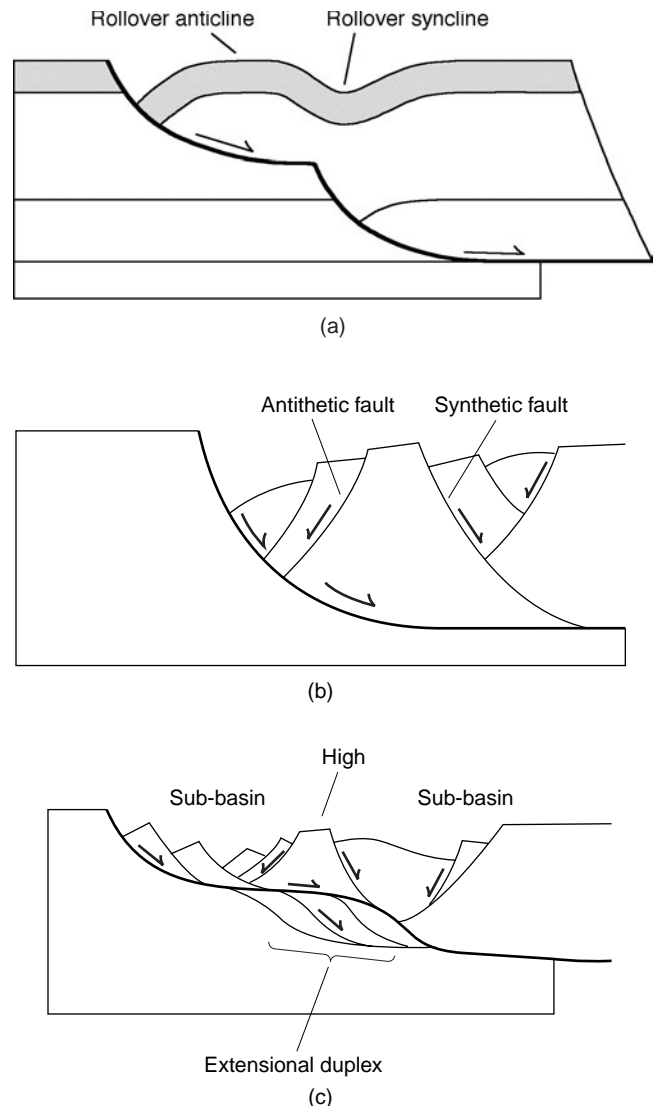 Rollover anticline
Rollover syncline
(a)
Antithetic fault
Synthetic fault
(b)
High
Sub-basin
Sub-basin
Extensional duplex
(c)